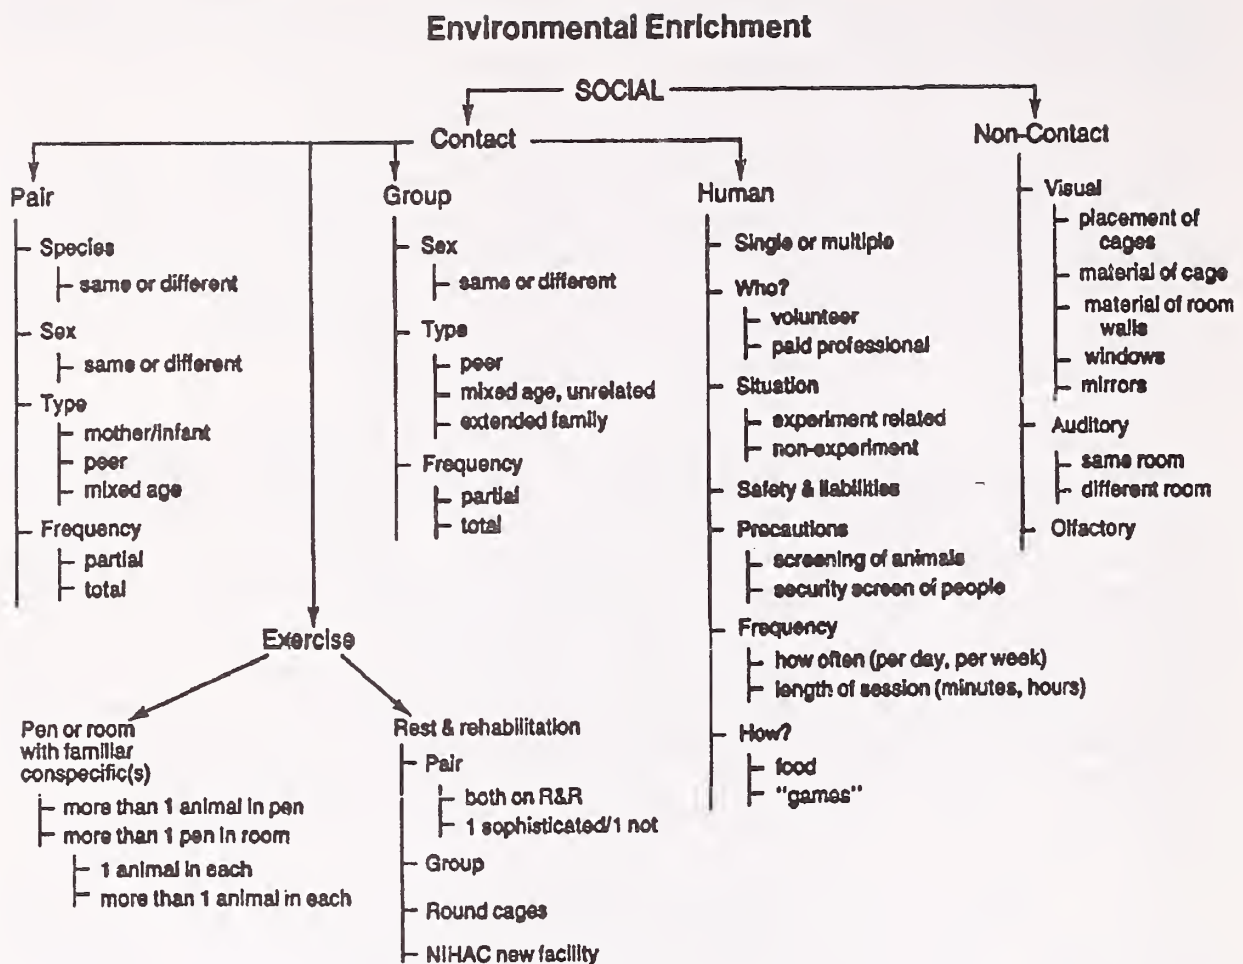 Environmental Enrichment
SOCIAL
Contact
Non-Contact
Pair
Species
same or different
Sex
same or different
Type
mother/infant
peer
mixed age
Frequency
partial
total
Group
Sex
same or different
Type
peer
mixed age, unrelated
extended family
Frequency
partial
total
Human
Single or multiple
Who?
volunteer
paid professional
Situation
experiment related
non-experiment
Safety & liabilities
Precautions
screening of animals
security screen of people
Frequency
how often (per day, per week)
length of session (minutes, hours)
How?
food
"games"
Visual
placement of
cages
material of cage
material of room
walls
windows
mirrors
Auditory
same room
different room
Olfactory
Exercise
Pen or room
with familiar
conspecific(s)
more than 1 animal in pen
more than 1 pen in room
1 animal in each
more than 1 animal in each
Rest & rehabilitation
Pair
both on R&R
1 sophisticated/1 not
Group
Round cages
NIHAC new facility